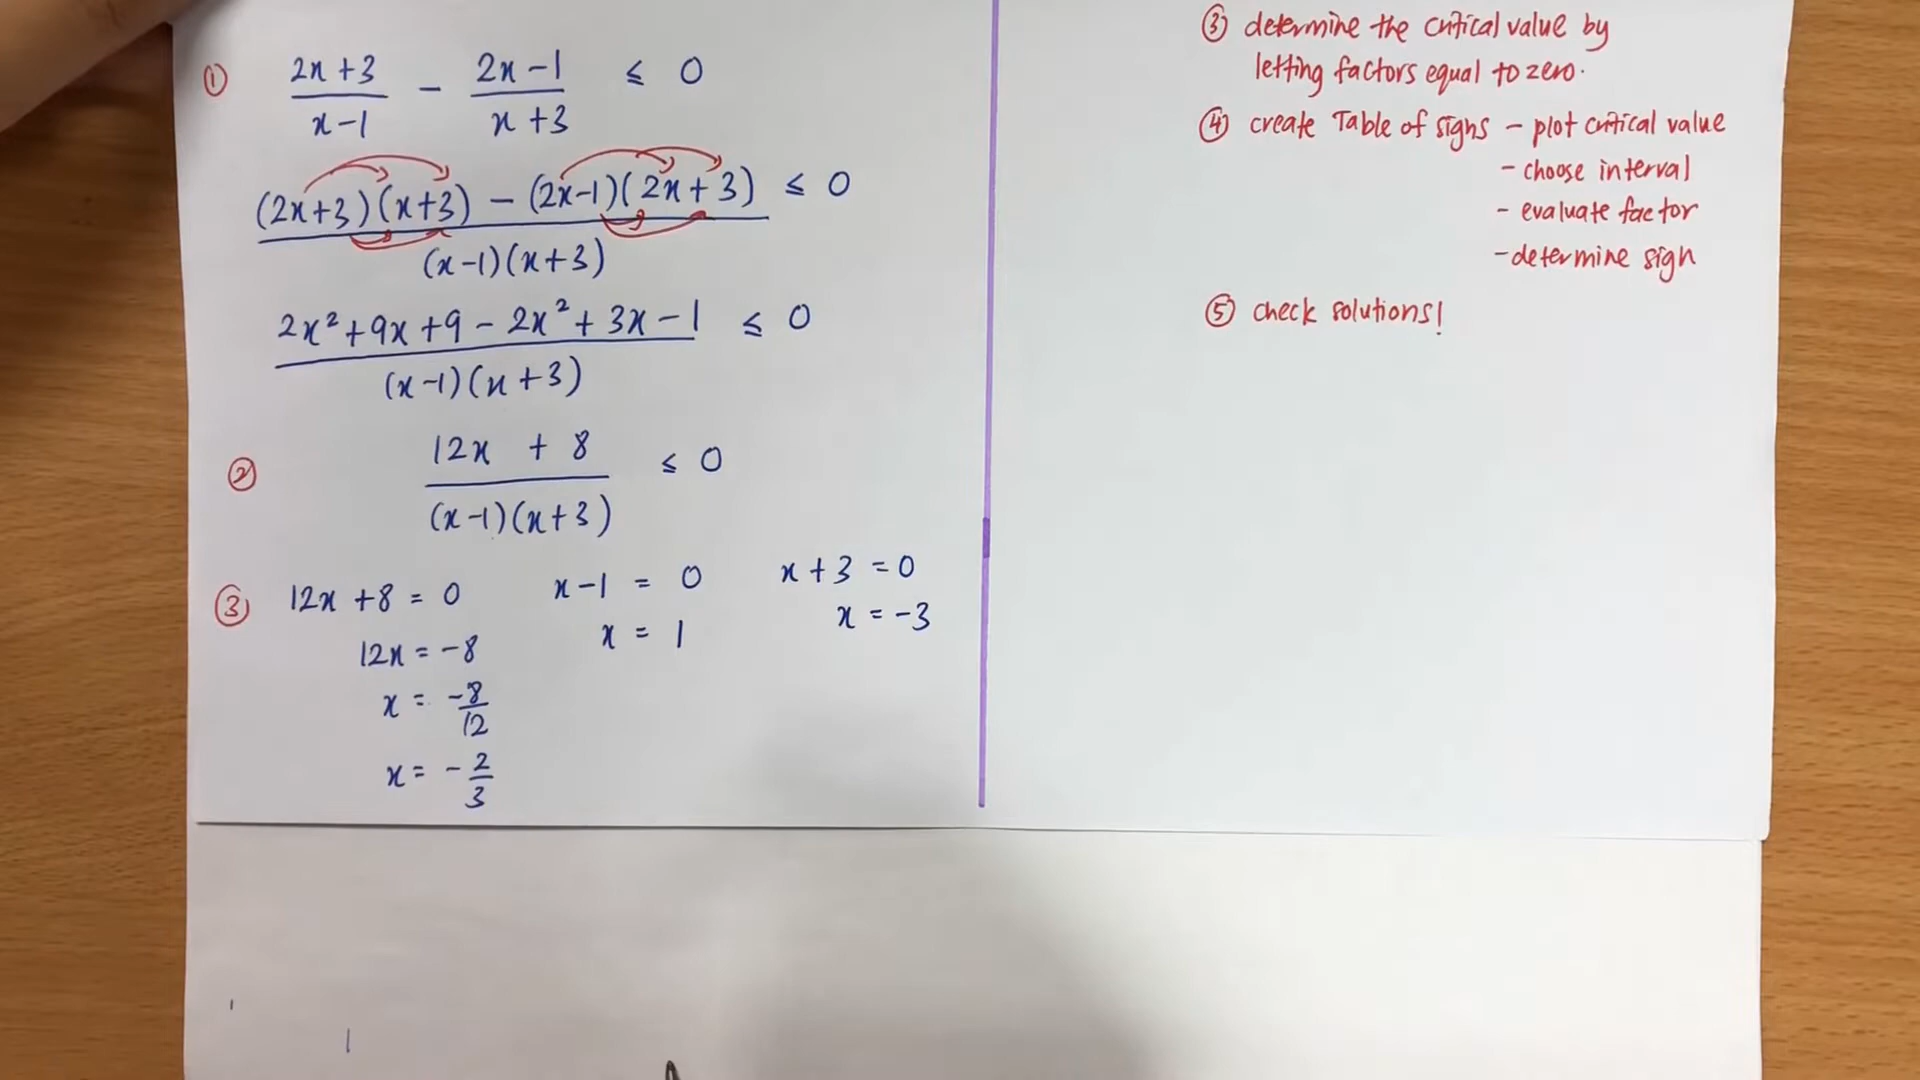 ① 2x+3/x-1 - 2x-1/x+3 ≤ 0
(2x+3)(x+3) - (2x-1)(2x+3)/(x-1)(x+3) ≤ 0
2x²+9x+9-2x²+3x-1/(x-1)(x+3) ≤ 0
② 12x + 8/(x-1)(x+3) ≤ 0
③ 12x+8=0
12x=-8
x=-8/12
x=-2/3
x-1=0
x=1
x+3=0
x=-3
③ determine the critical value by
letting factors equal to zero.
④ create Table of signs - plot critical value
- choose interval
- evaluate factor
- determine sign
⑤ check solutions!